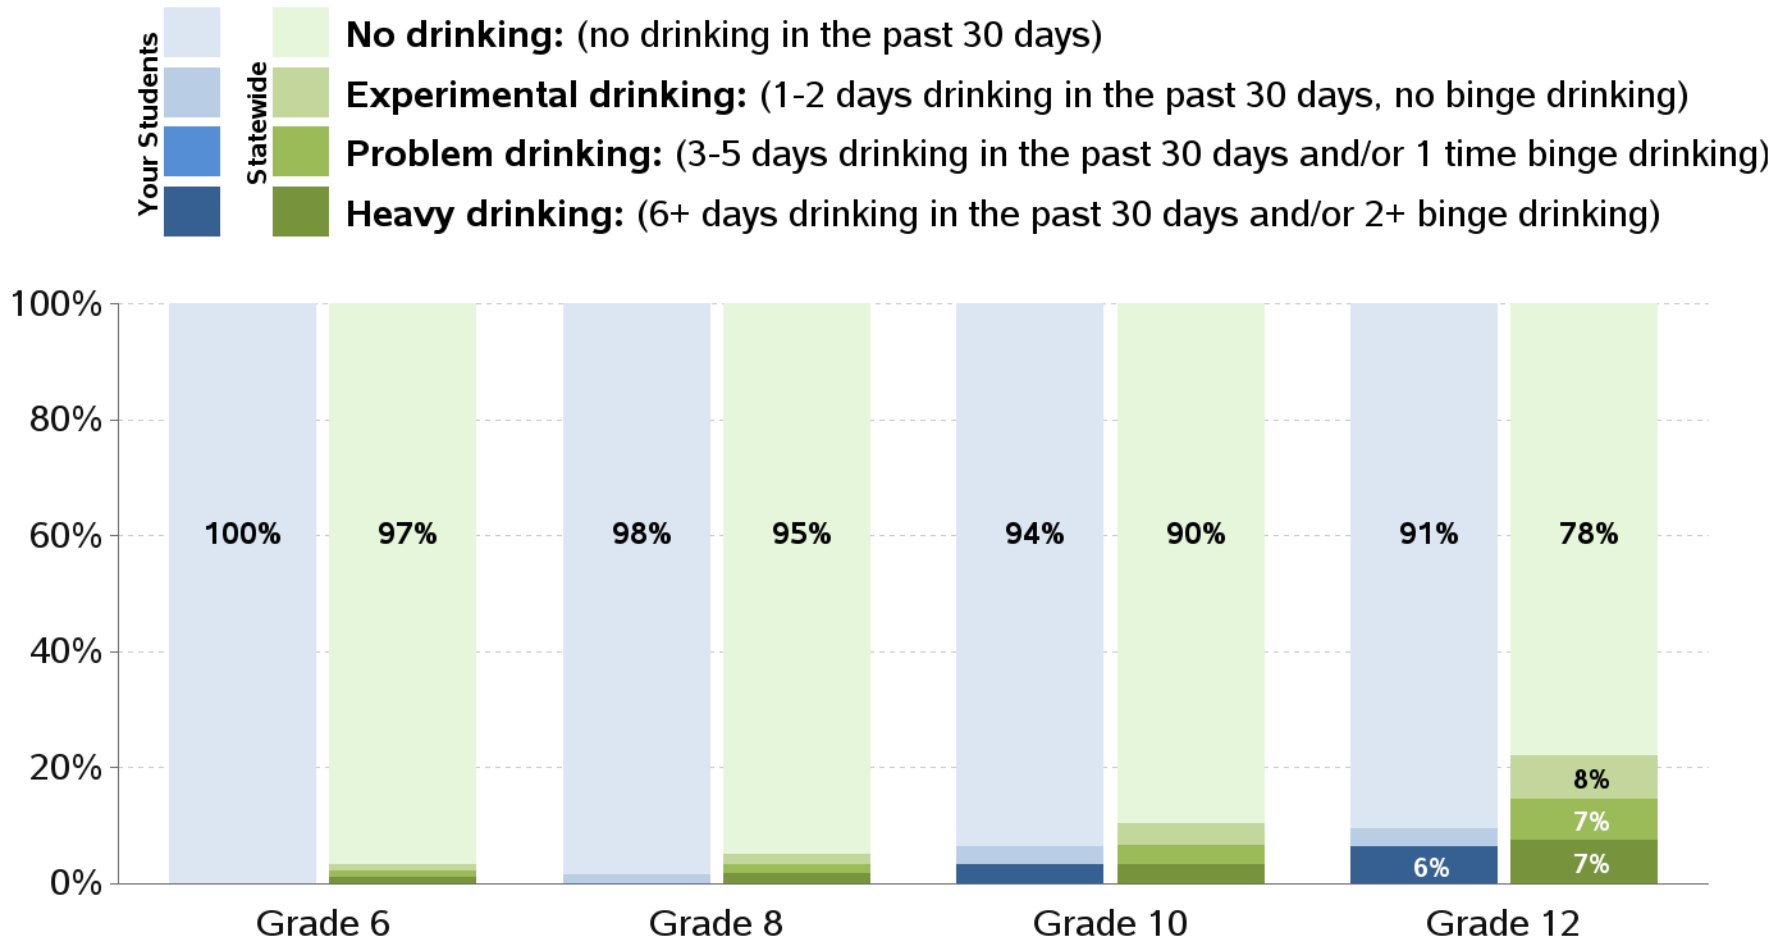 Your Students
Statewide
No drinking: (no drinking in the past 30 days)
Experimental drinking: (1-2 days drinking in the past 30 days, no binge drinking)
Problem drinking: (3-5 days drinking in the past 30 days and/or 1 time binge drinking)
Heavy drinking: (6+ days drinking in the past 30 days and/or 2+ binge drinking)
100%
80%
60%
40%
20%
0%
100% 97% 98% 95% 94% 90% 91% 78%
8%
7%
6% 7%
Grade 6 Grade 8 Grade 10 Grade 12